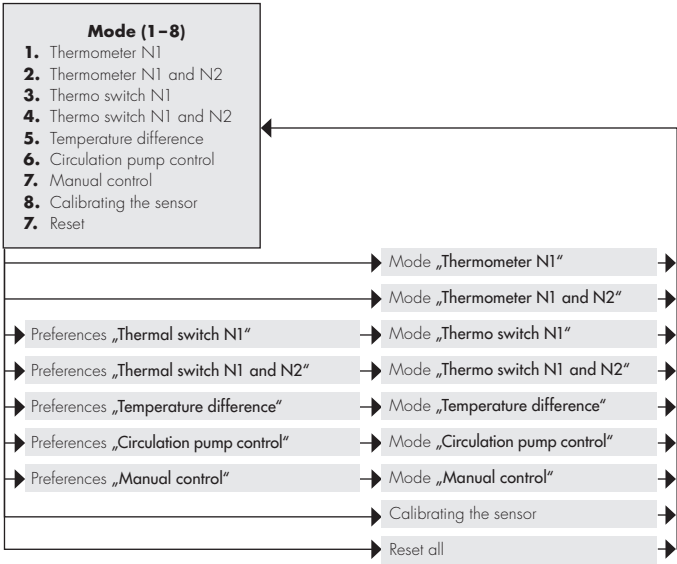 Mode (1–8)
1. Thermometer N1
2. Thermometer N1 and N2
3. Thermo switch N1
4. Thermo switch N1 and N2
5. Temperature difference
6. Circulation pump control
7. Manual control
8. Calibrating the sensor
7. Reset
Mode „Thermometer N1“
Mode „Thermometer N1 and N2“
Preferences „Thermal switch N1“ Mode „Thermo switch N1“
Preferences „Thermal switch N1 and N2“ Mode „Thermo switch N1 and N2“
Preferences „Temperature difference“ Mode „Temperature difference“
Preferences „Circulation pump control“ Mode „Circulation pump control“
Preferences „Manual control“ Mode „Manual control“
Calibrating the sensor
Reset all